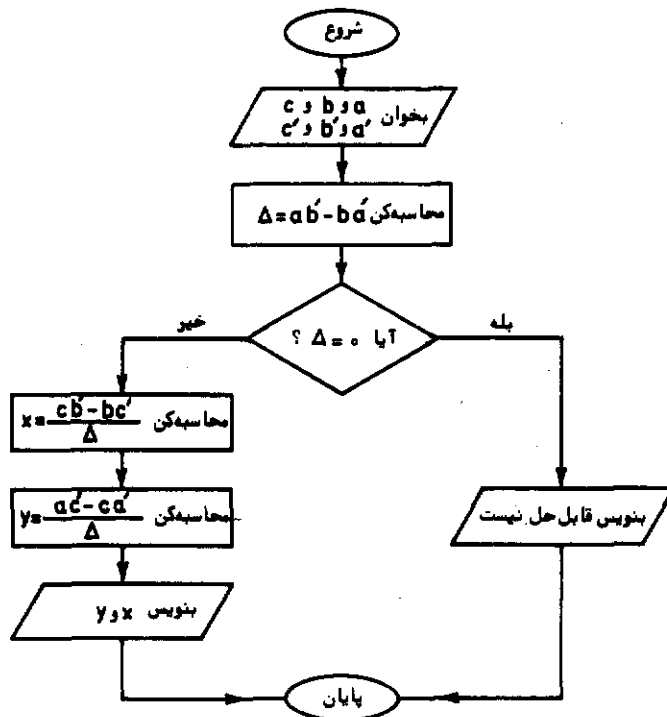 شروع
بخوان a و b و c
a′ و b′ و c′
محاسبه‌کن Δ=ab′-ba′
آیا Δ=۰ ؟
خیر
بله
محاسبه‌کن x=(cb′-bc′)/Δ
محاسبه‌کن y=(ac′-ca′)/Δ
بنویس قابل حل نیست
بنویس x و y
پایان